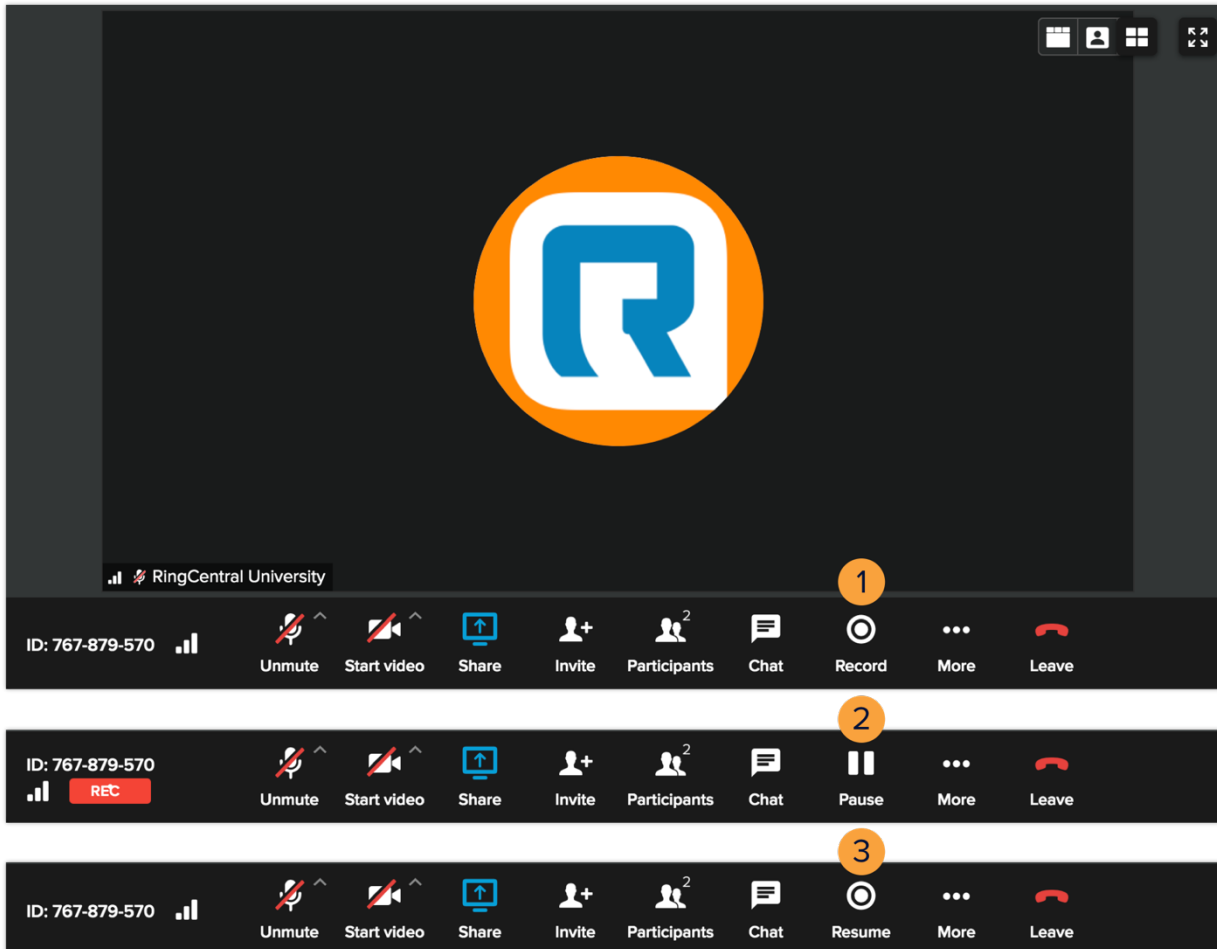 RingCentral University
1
ID: 767-879-570
Unmute Start video Share Invite Participants 2 Chat Record More Leave
2
ID: 767-879-570
REC
Unmute Start video Share Invite Participants 2 Chat Pause More Leave
3
ID: 767-879-570
Unmute Start video Share Invite Participants 2 Chat Resume More Leave